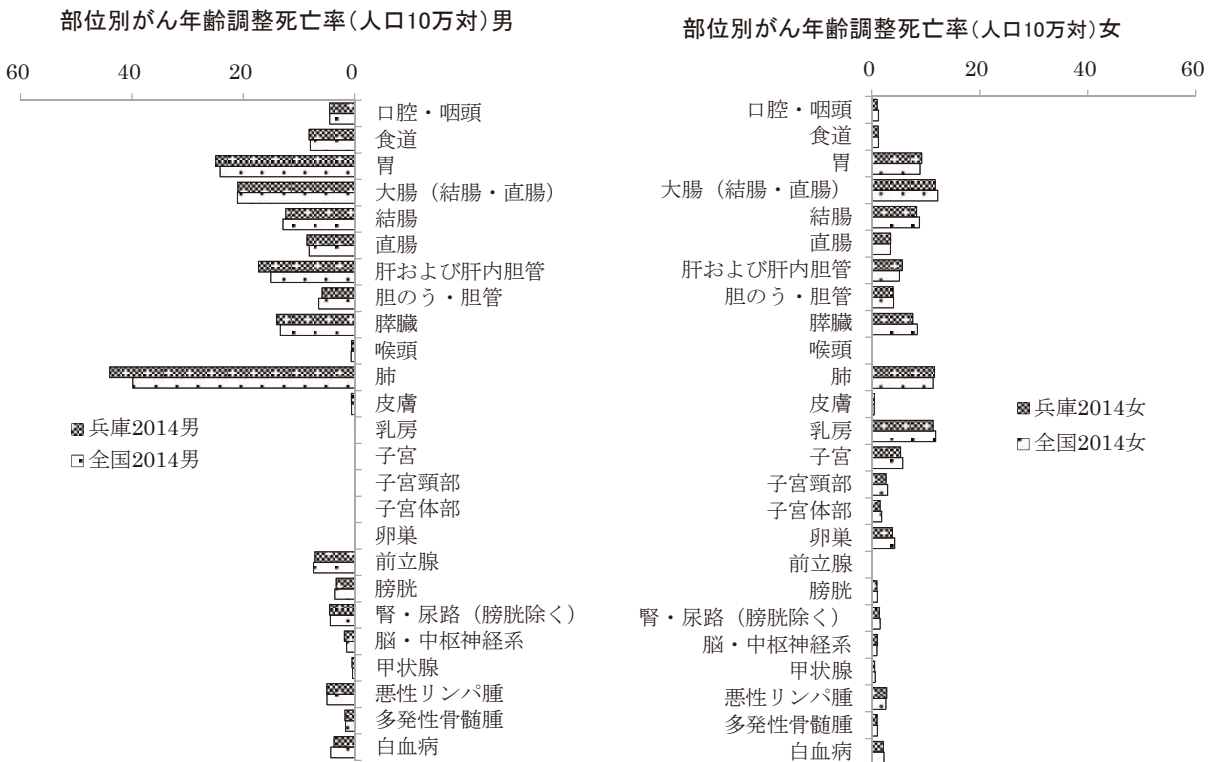 部位別がん年齢調整死亡率（人口10万対）男
60 40 20 0
口腔・咽頭
食道
胃
大腸（結腸・直腸）
結腸
直腸
肝および肝内胆管
胆のう・胆管
膵臓
喉頭
肺
皮膚
乳房
子宮
子宮頸部
子宮体部
卵巣
前立腺
膀胱
腎・尿路（膀胱除く）
脳・中枢神経系
甲状腺
悪性リンパ腫
多発性骨髄腫
白血病
兵庫2014男
全国2014男
部位別がん年齢調整死亡率（人口10万対）女
0 20 40 60
口腔・咽頭
食道
胃
大腸（結腸・直腸）
結腸
直腸
肝および肝内胆管
胆のう・胆管
膵臓
喉頭
肺
皮膚
乳房
子宮
子宮頸部
子宮体部
卵巣
前立腺
膀胱
腎・尿路（膀胱除く）
脳・中枢神経系
甲状腺
悪性リンパ腫
多発性骨髄腫
白血病
兵庫2014女
全国2014女